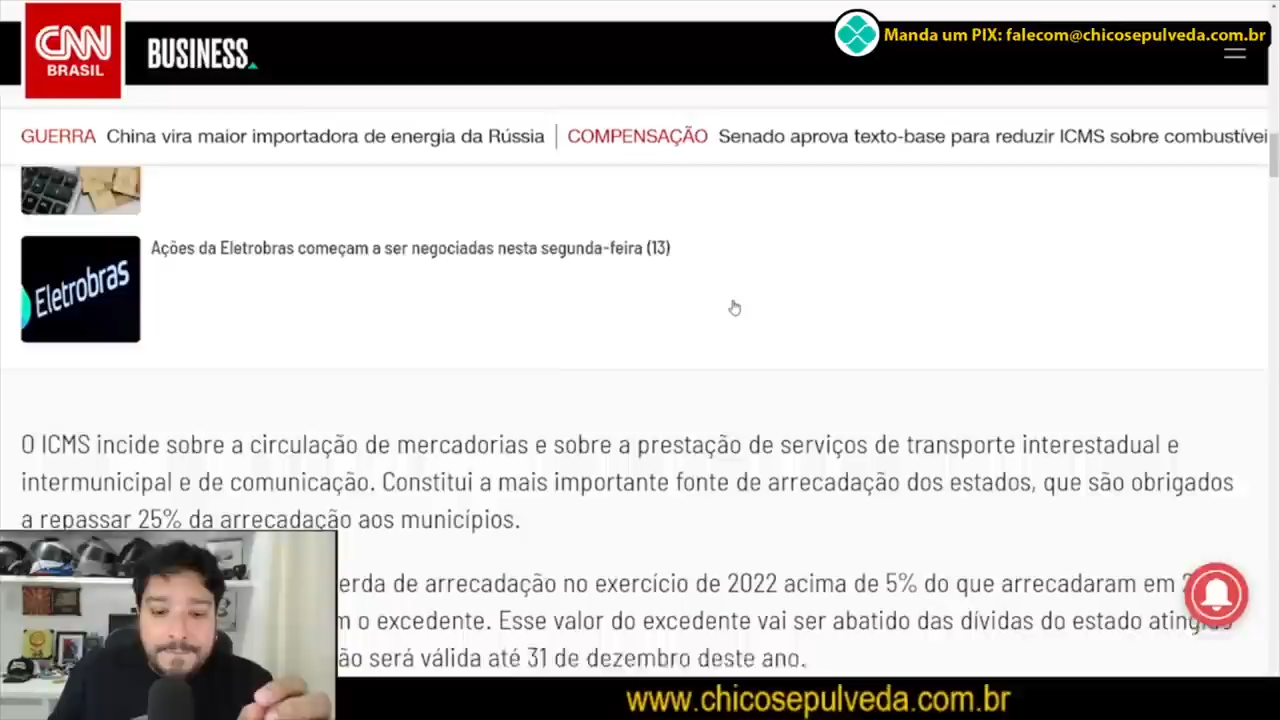 CNN
BRASIL
BUSINESS
Manda um PIX: falecom@chicosepulveda.com.br
GUERRA China vira maior importadora de energia da Rússia
COMPENSAÇÃO Senado aprova texto-base para reduzir ICMS sobre
Ações da Eletrobras começam a ser negociadas nesta segunda-feira (13)
Eletrobras
O ICMS incide sobre a circulação de mercadorias e sobre a prestação de serviços de transporte interestadual e
intermunicipal e de comunicação. Constitui a mais importante fonte de arrecadação dos estados, que são obrigados
a repassar 25% da arrecadação aos municípios.
de arrecadação no exercício de 2022 acima de 5% do que arrecadaram em
o excedente. Esse valor do excedente vai ser abatido das dívidas do estado
será válida até 31 de dezembro deste ano.
www.chicosepulveda.com.br